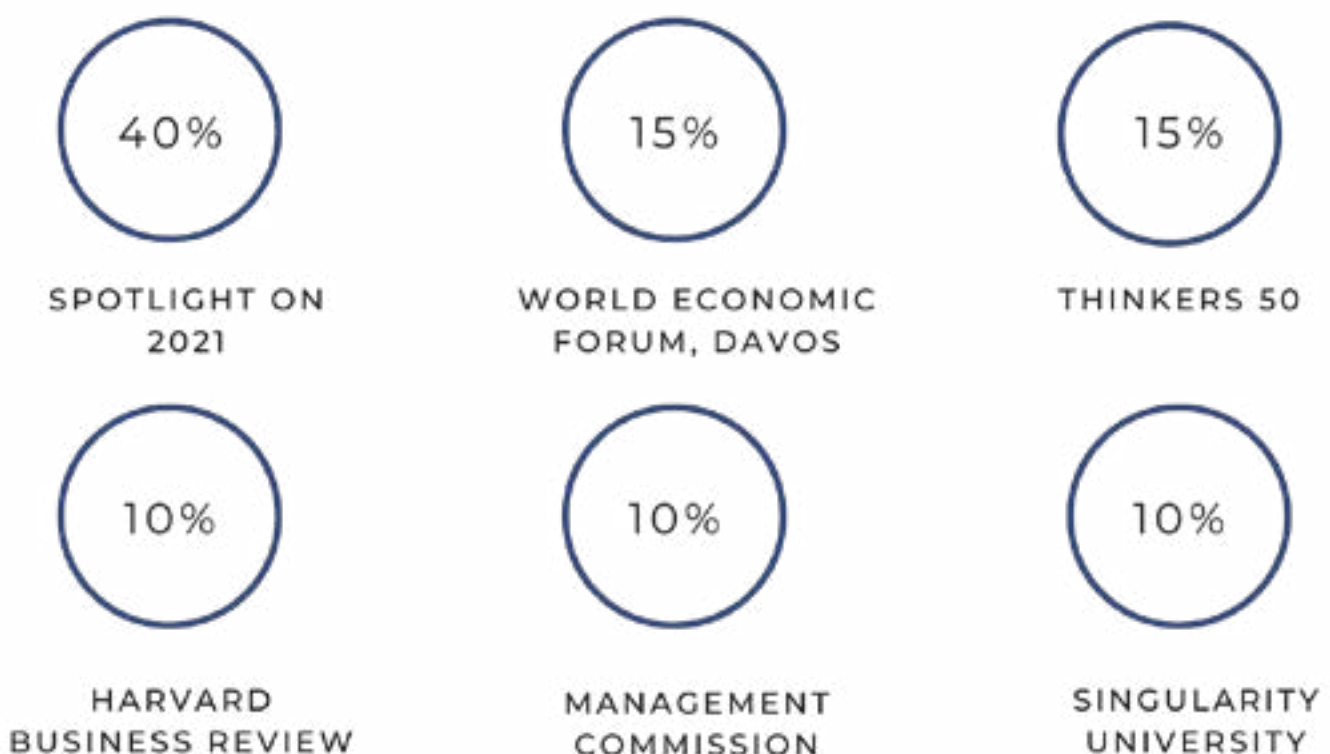 40%
15%
15%
SPOTLIGHT ON
2021
WORLD ECONOMIC
FORUM, DAVOS
THINKERS 50
10%
10%
10%
HARVARD
BUSINESS REVIEW
MANAGEMENT
COMMISSION
SINGULARITY
UNIVERSITY